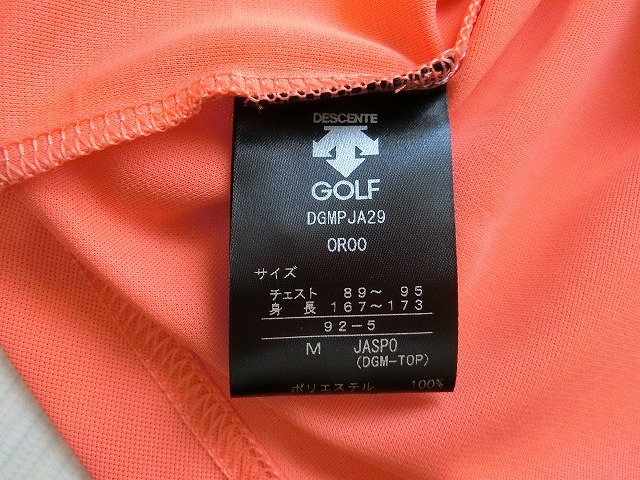 DESCENTE
GOLF
DGMPJA29
OR00
サイズ
チェスト 89～ 95
身 長 167～173
92-5
M JASPO
(DGM-TOP)
ポリエステル 100%